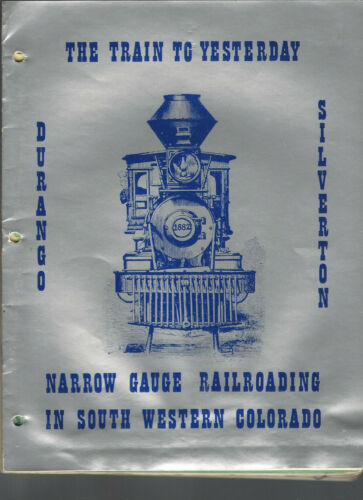 THE TRAIN TO YESTERDAY
DURANGO
SILVERTON
1882
NARROW GAUGE RAILROADING
IN SOUTH WESTERN COLORADO